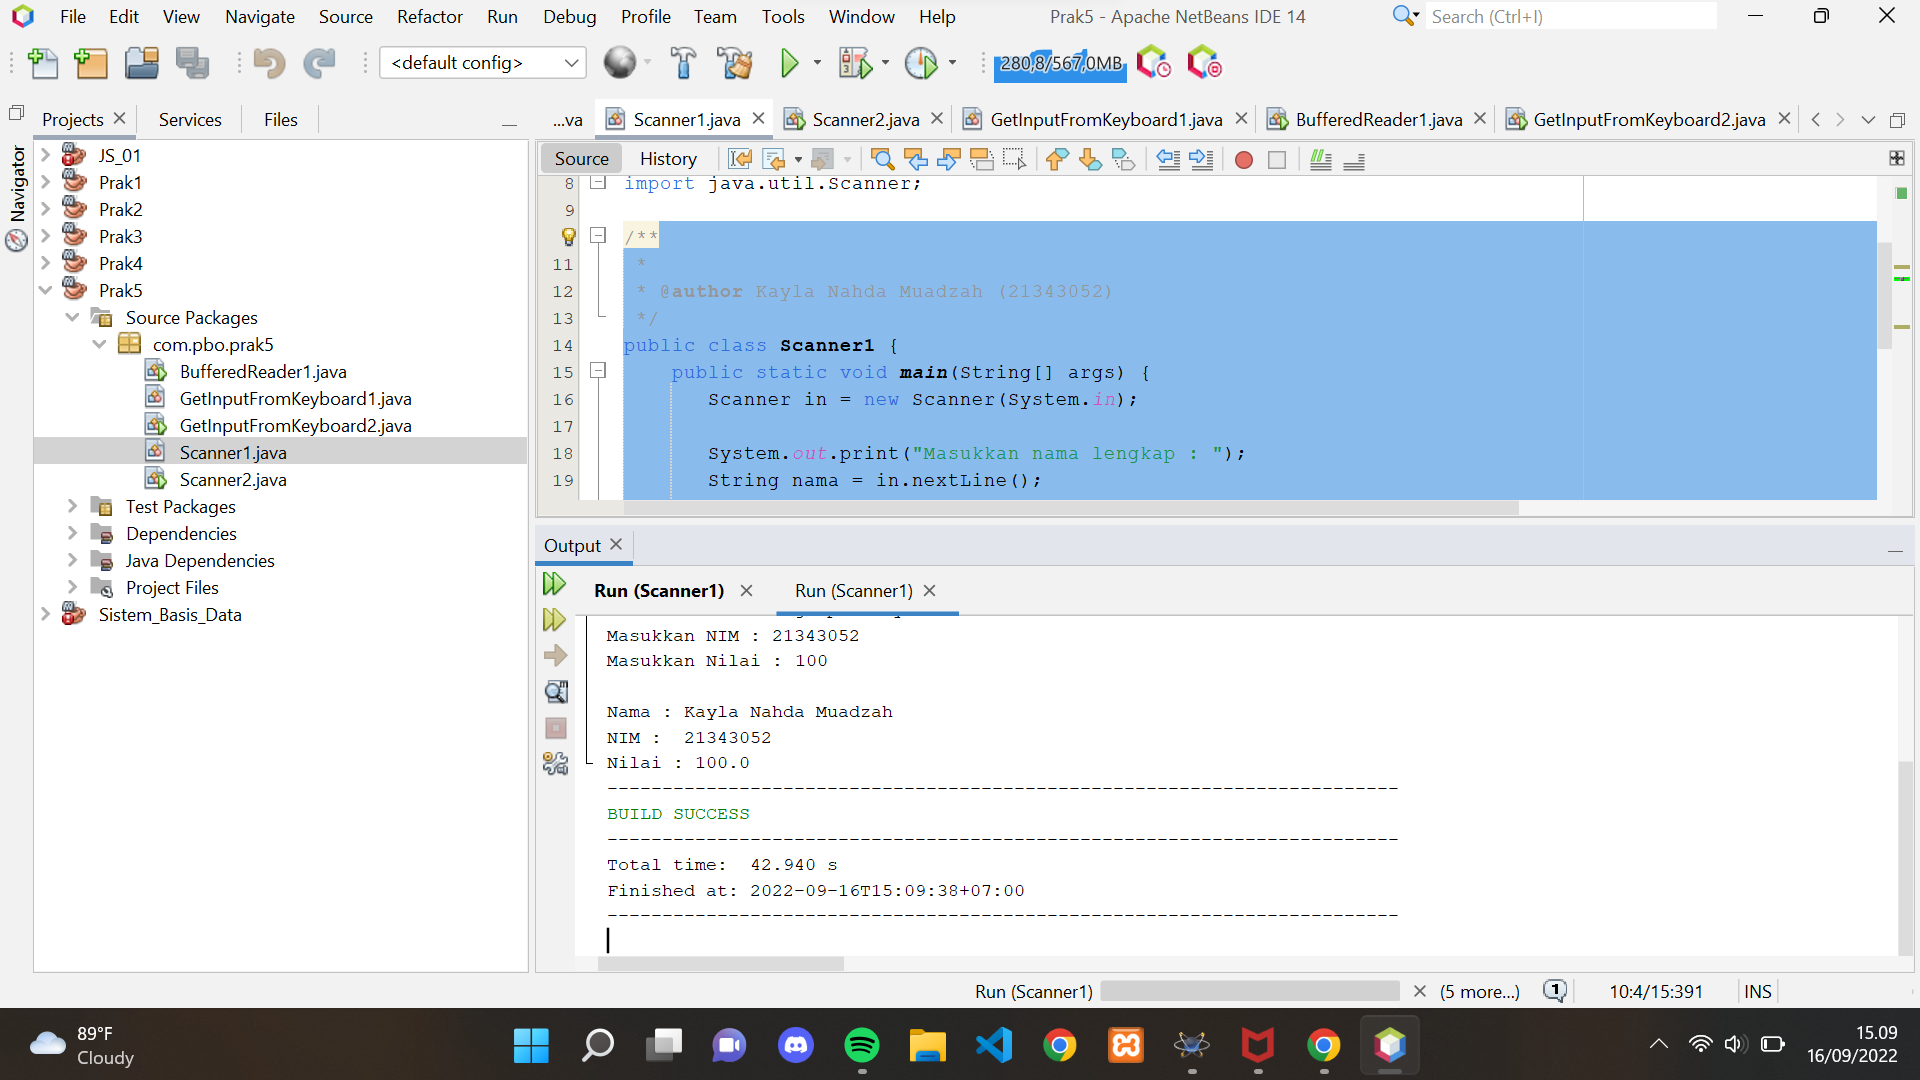 File Edit View Navigate Source Refactor Run Debug Profile Team Tools Window Help Prak5 - Apache NetBeans IDE 14 Search (Ctrl+I)
<default config> 280,8/567,0MB
Projects Services Files
Navigator
JS_01
Prak1
Prak2
Prak3
Prak4
Prak5
Source Packages
com.pbo.prak5
BufferedReader1.java
GetInputFromKeyboard1.java
GetInputFromKeyboard2.java
Scanner1.java
Scanner2.java
Test Packages
Dependencies
Java Dependencies
Project Files
Sistem_Basis_Data
...va Scanner1.java Scanner2.java GetInputFromKeyboard1.java BufferedReader1.java GetInputFromKeyboard2.java
Source History
8 import java.util.Scanner;
9
/**
11 *
12 * @author Kayla Nahda Muadzah (21343052)
13 */
14 public class Scanner1 {
15 public static void main(String[] args) {
16 Scanner in = new Scanner(System.in);
17
18 System.out.print("Masukkan nama lengkap : ");
19 String nama = in.nextLine();
Output
Run (Scanner1) Run (Scanner1)
Masukkan NIM : 21343052
Masukkan Nilai : 100
Nama : Kayla Nahda Muadzah
NIM : 21343052
Nilai : 100.0
------------------------------------------------------------------------
BUILD SUCCESS
------------------------------------------------------------------------
Total time: 42.940 s
Finished at: 2022-09-16T15:09:38+07:00
------------------------------------------------------------------------
Run (Scanner1) (5 more...) 1 10:4/15:391 INS
89°F
Cloudy
15.09
16/09/2022